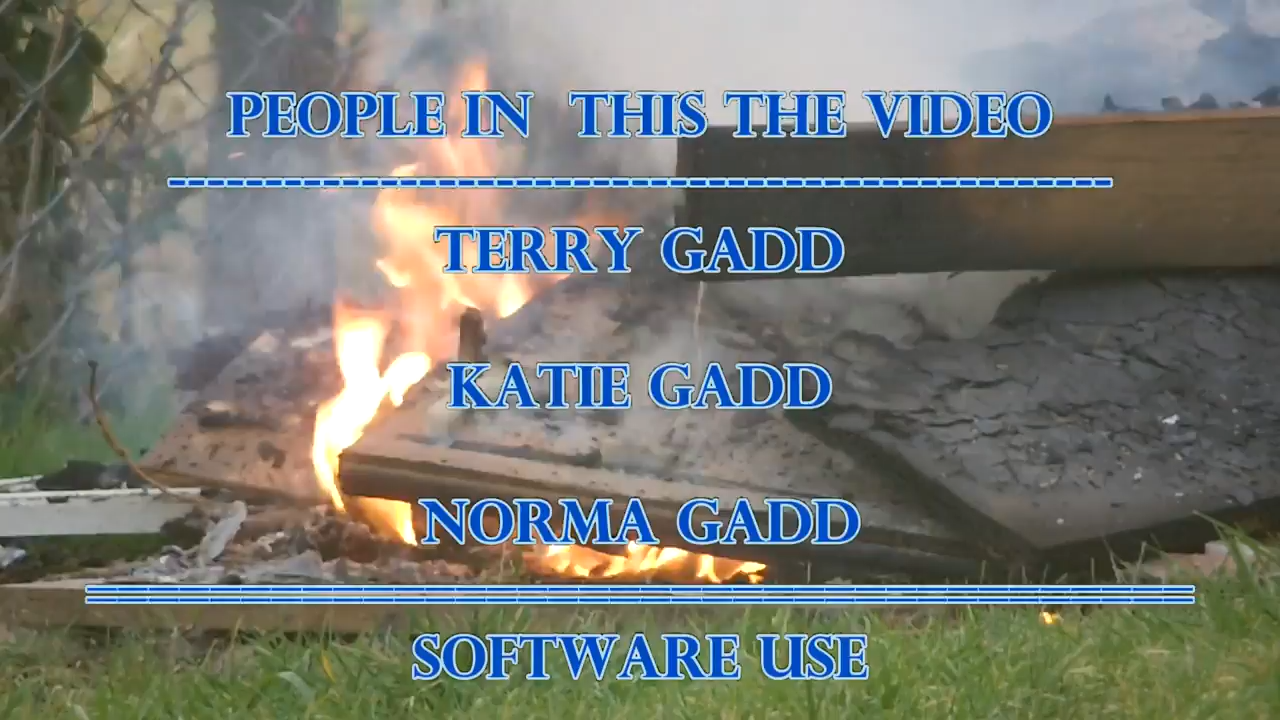 PEOPLE IN  THIS THE VIDEO
TERRY GADD
KATIE GADD
NORMA GADD
SOFTWARE USE